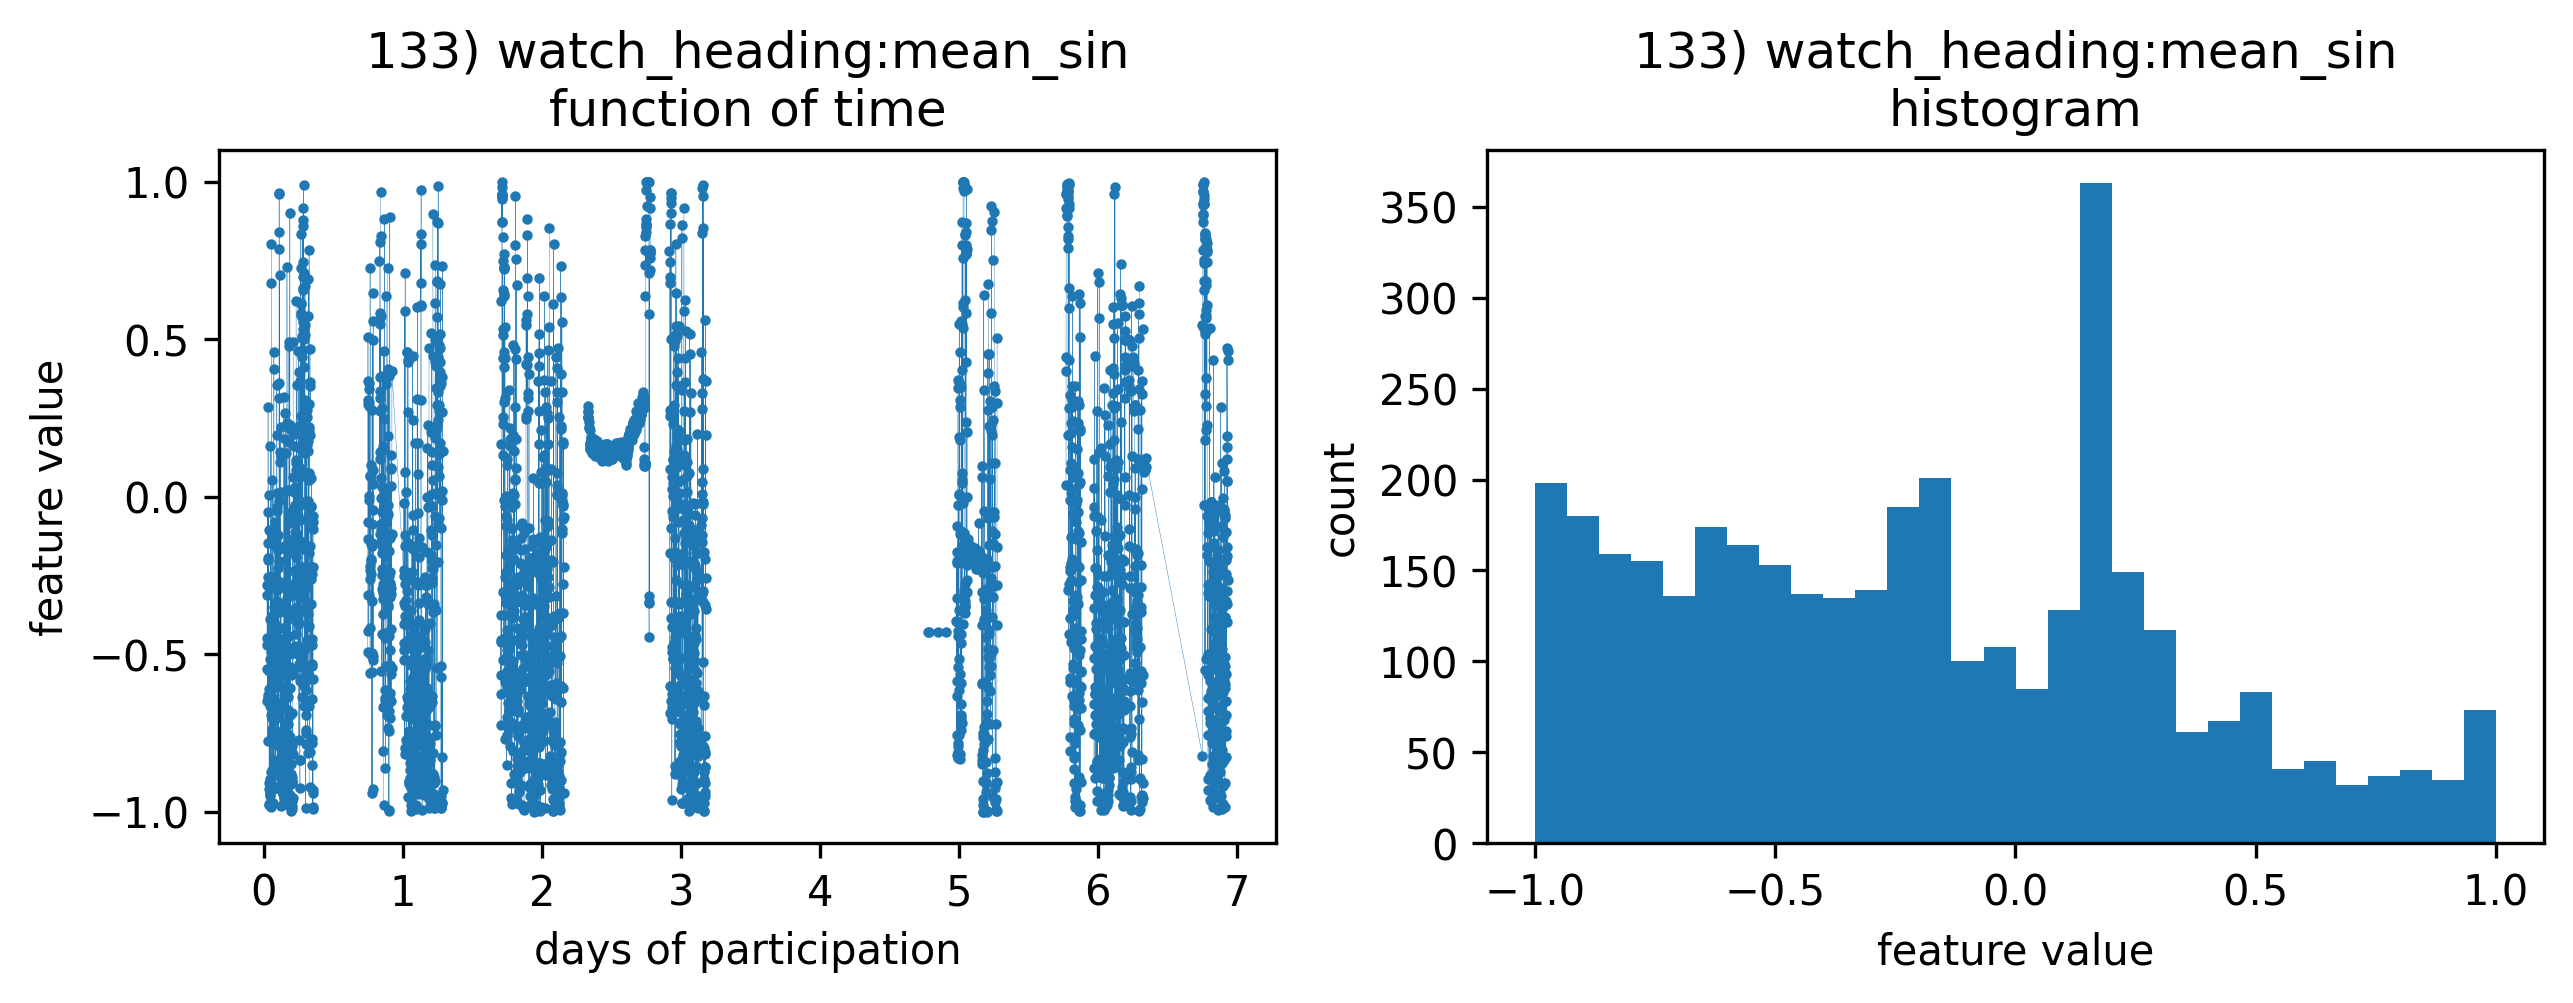 133) watch_heading:mean_sin
function of time
1.0
0.5
0.0
−0.5
−1.0
feature value
0 1 2 3 4 5 6 7
days of participation
133) watch_heading:mean_sin
histogram
350
300
250
200
150
100
50
0
count
−1.0 −0.5 0.0 0.5 1.0
feature value